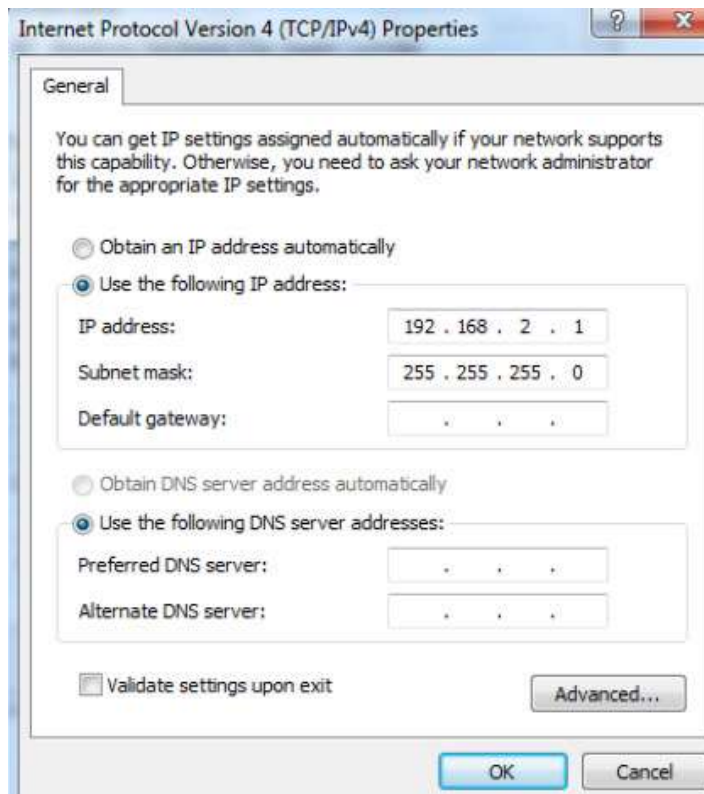 Internet Protocol Version 4 (TCP/IPv4) Properties
?
General
You can get IP settings assigned automatically if your network supports
this capability. Otherwise, you need to ask your network administrator
for the appropriate IP settings.
Obtain an IP address automatically
Use the following IP address:
IP address: 192 . 168 . 2 . 1
Subnet mask: 255 . 255 . 255 . 0
Default gateway: . . .
Obtain DNS server address automatically
Use the following DNS server addresses:
Preferred DNS server: . . .
Alternate DNS server: . . .
Validate settings upon exit
Advanced...
OK Cancel